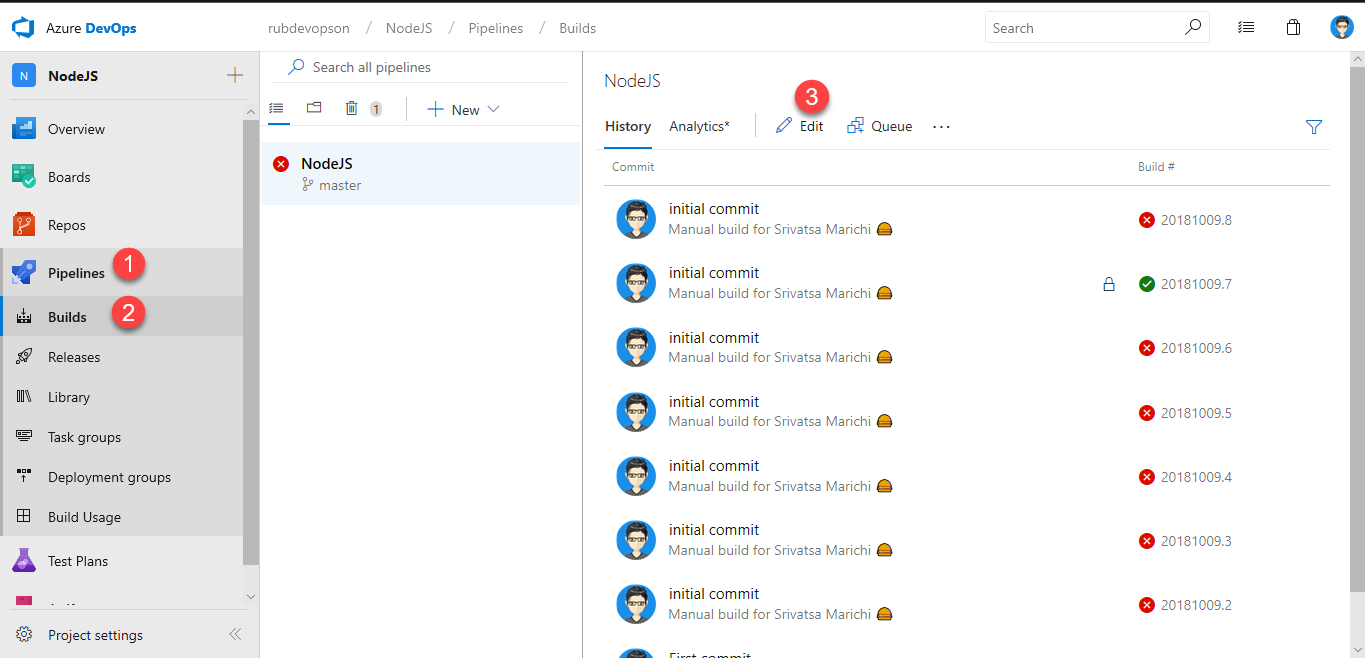 Azure DevOps
rubdevopson / NodeJS / Pipelines / Builds
Search
N NodeJS
Overview
Boards
Repos
Pipelines 1
Builds 2
Releases
Library
Task groups
Deployment groups
Build Usage
Test Plans
Project settings
Search all pipelines
1
New
NodeJS
master
NodeJS
3
History Analytics* Edit Queue ...
Commit Build #
initial commit
Manual build for Srivatsa Marichi
20181009.8
initial commit
Manual build for Srivatsa Marichi
20181009.7
initial commit
Manual build for Srivatsa Marichi
20181009.6
initial commit
Manual build for Srivatsa Marichi
20181009.5
initial commit
Manual build for Srivatsa Marichi
20181009.4
initial commit
Manual build for Srivatsa Marichi
20181009.3
initial commit
Manual build for Srivatsa Marichi
20181009.2
First commit